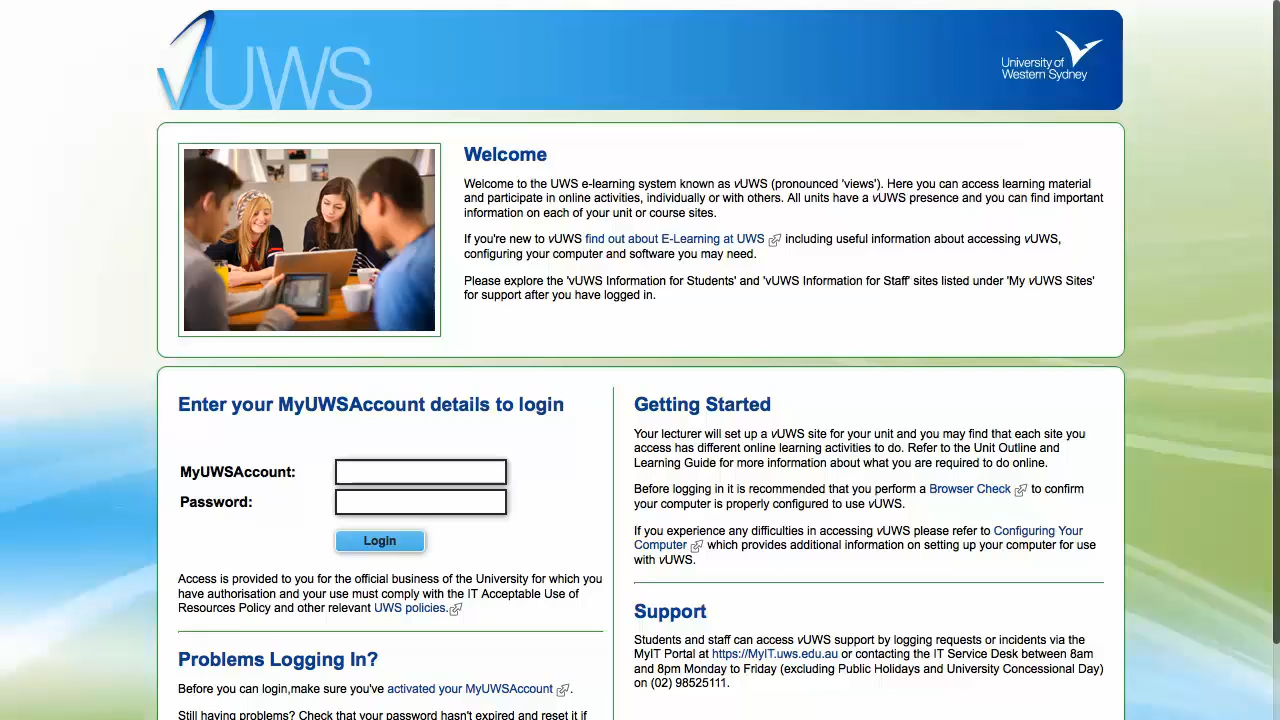 vUWS
University of
Western Sydney
Welcome
Welcome to the UWS e-learning system known as vUWS (pronounced 'views'). Here you can access learning material
and participate in online activities, individually or with others. All units have a vUWS presence and you can find important
information on each of your unit or course sites.
If you're new to vUWS find out about E-Learning at UWS including useful information about accessing vUWS,
configuring your computer and software you may need.
Please explore the 'vUWS Information for Students' and 'vUWS Information for Staff' sites listed under 'My vUWS Sites'
for support after you have logged in.
Enter your MyUWSAccount details to login
MyUWSAccount:
Password:
Login
Access is provided to you for the official business of the University for which you
have authorisation and your use must comply with the IT Acceptable Use of
Resources Policy and other relevant UWS policies.
Problems Logging In?
Before you can login,make sure you've activated your MyUWSAccount .
Still having problems? Check that your password hasn't expired and reset it if
Getting Started
Your lecturer will set up a vUWS site for your unit and you may find that each site you
access has different online learning activities to do. Refer to the Unit Outline and
Learning Guide for more information about what you are required to do online.
Before logging in it is recommended that you perform a Browser Check to confirm
your computer is properly configured to use vUWS.
If you experience any difficulties in accessing vUWS please refer to Configuring Your
Computer which provides additional information on setting up your computer for use
with vUWS.
Support
Students and staff can access vUWS support by logging requests or incidents via the
MyIT Portal at https://MyIT.uws.edu.au or contacting the IT Service Desk between 8am
and 8pm Monday to Friday (excluding Public Holidays and University Concessional Day)
on (02) 98525111.